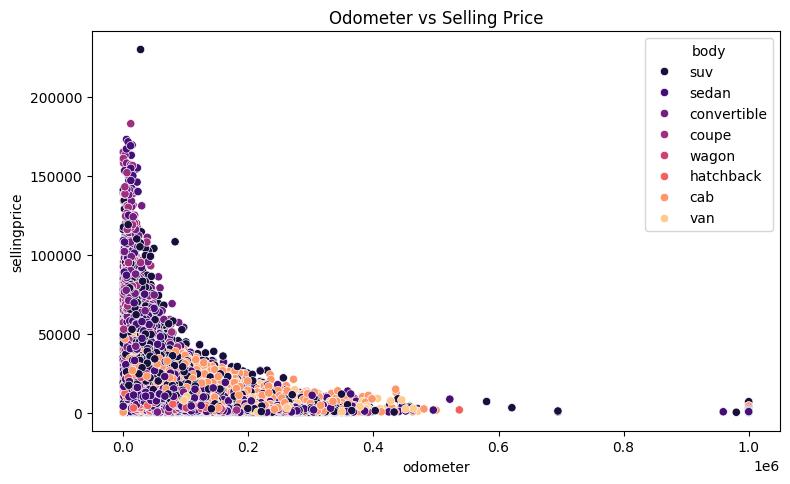 Odometer vs Selling Price
body
suv
sedan
convertible
coupe
wagon
hatchback
cab
van
sellingprice
200000
150000
100000
50000
0
0.0 0.2 0.4 0.6 0.8 1.0
1e6
odometer